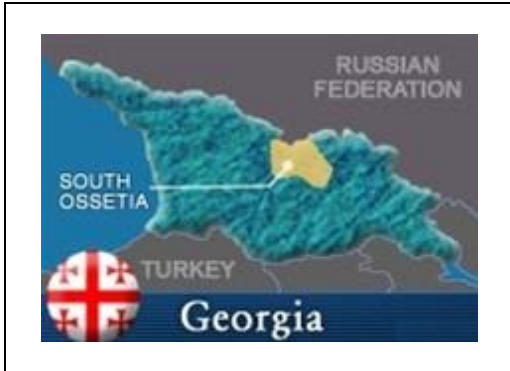 RUSSIAN
FEDERATION
SOUTH
OSSETIA
TURKEY
Georgia